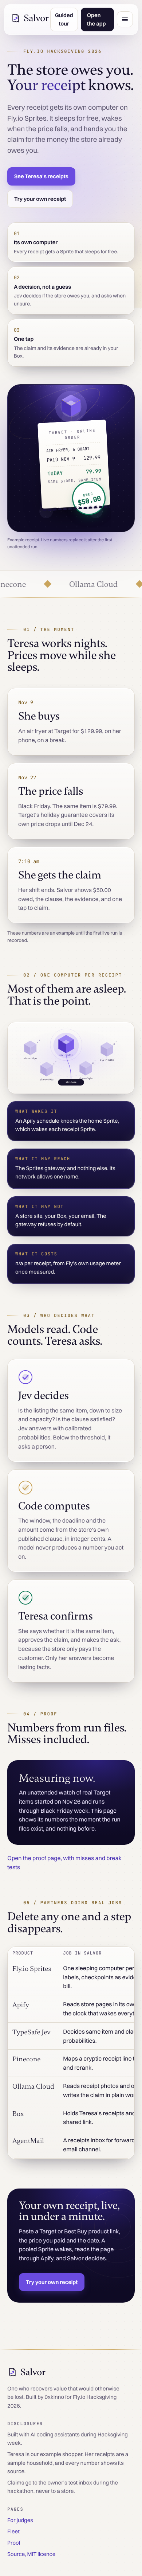 Salvor
Guided tour
Open the app
FLY.IO HACKSGIVING 2026
The store owes you.
Your receipt knows.
Every receipt gets its own computer on
Fly.io Sprites. It sleeps for free, wakes
when the price falls, and hands you the
claim for the money the store already
owes you.
See Teresa's receipts
Try your own receipt
01
Its own computer
Every receipt gets a Sprite that sleeps for free.
02
A decision, not a guess
Jev decides if the store owes you, and asks when
unsure.
03
One tap
The claim and its evidence are already in your
Box.
TARGET · ONLINE
ORDER
AIR FRYER, 6 QUART
PAID NOV 9 129.99
TODAY 79.99
SAME STORE, SAME ITEM
OWED
$50.00
Example receipt. Live numbers replace it after the first
unattended run.
necone
Ollama Cloud
01 / THE MOMENT
Teresa works nights.
Prices move while she
sleeps.
Nov 9
She buys
An air fryer at Target for $129.99, on her
phone, on a break.
Nov 27
The price falls
Black Friday. The same item is $79.99.
Target's holiday guarantee covers its
own price drops until Dec 24.
7:10 am
She gets the claim
Her shift ends. Salvor shows $50.00
owed, the clause, the evidence, and one
tap to claim.
These numbers are an example until the first live run is
recorded.
02 / ONE COMPUTER PER RECEIPT
Most of them are asleep.
That is the point.
WHAT WAKES IT
An Apify schedule knocks the home Sprite,
which wakes each receipt Sprite.
WHAT IT MAY REACH
The Sprites gateway and nothing else. Its
network allows one name.
WHAT IT MAY NOT
A store site, your Box, your email. The
gateway refuses by default.
WHAT IT COSTS
n/a per receipt, from Fly's own usage meter
once measured.
03 / WHO DECIDES WHAT
Models read. Code
counts. Teresa asks.
Jev decides
Is the listing the same item, down to size
and capacity? Is the clause satisfied?
Jev answers with calibrated
probabilities. Below the threshold, it
asks a person.
Code computes
The window, the deadline and the
amount come from the store's own
published clause, in integer cents. A
model never produces a number you act
on.
Teresa confirms
She says whether it is the same item,
approves the claim, and makes the ask,
because the store only pays the
customer. Only her answers become
lasting facts.
04 / PROOF
Numbers from run files.
Misses included.
Measuring now.
An unattended watch of real Target
items started on Nov 26 and runs
through Black Friday week. This page
shows its numbers the moment the run
files exist, and nothing before.
Open the proof page, with misses and break
tests
05 / PARTNERS DOING REAL JOBS
Delete any one and a step
disappears.
PRODUCT JOB IN SALVOR
Fly.io Sprites One sleeping computer per
labels, checkpoints as evide
bill.
Apify Reads store pages in its ow
the clock that wakes everyt
TypeSafe Jev Decides same item and cla
probabilities.
Pinecone Maps a cryptic receipt line t
and rerank.
Ollama Cloud Reads receipt photos and
writes the claim in plain wor
Box Holds Teresa's receipts and
shared link.
AgentMail A receipts inbox for forward
email channel.
Your own receipt, live,
in under a minute.
Paste a Target or Best Buy product link,
the price you paid and the date. A
pooled Sprite wakes, reads the page
through Apify, and Salvor decides.
Try your own receipt
Salvor
One who recovers value that would otherwise
be lost. Built by
for Fly.io Hacksgiving
2026.
DISCLOSURES
Built with AI coding assistants during Hacksgiving
week.
Teresa is our example shopper. Her receipts are a
sample household, and every number shows its
source.
Claims go to the owner's test inbox during the
hackathon, never to a store.
PAGES
For judges
Fleet
Proof
Source, MIT licence